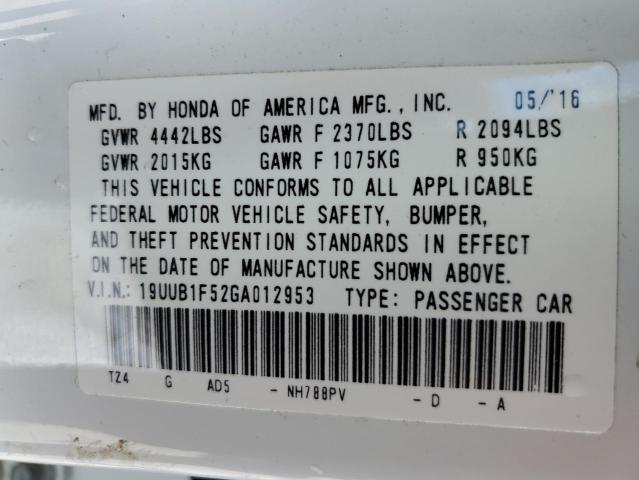 MFD. BY HONDA OF AMERICA MFG., INC. 05/'16
GVWR 4442LBS GAWR F 2370LBS R 2094LBS
GVWR 2015KG GAWR F 1075KG R 950KG
THIS VEHICLE CONFORMS TO ALL APPLICABLE
FEDERAL MOTOR VEHICLE SAFETY, BUMPER,
AND THEFT PREVENTION STANDARDS IN EFFECT
ON THE DATE OF MANUFACTURE SHOWN ABOVE.
V.I.N.: 19UUB1F52GA012953 TYPE: PASSENGER CAR
TZ4 G AD5 - NH788PV - D - A